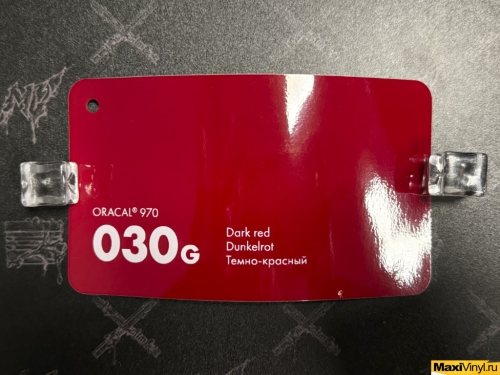 ORACAL® 970
030G
Dark red
Dunkelrot
Темно-красный
MaxiVinyl.ru